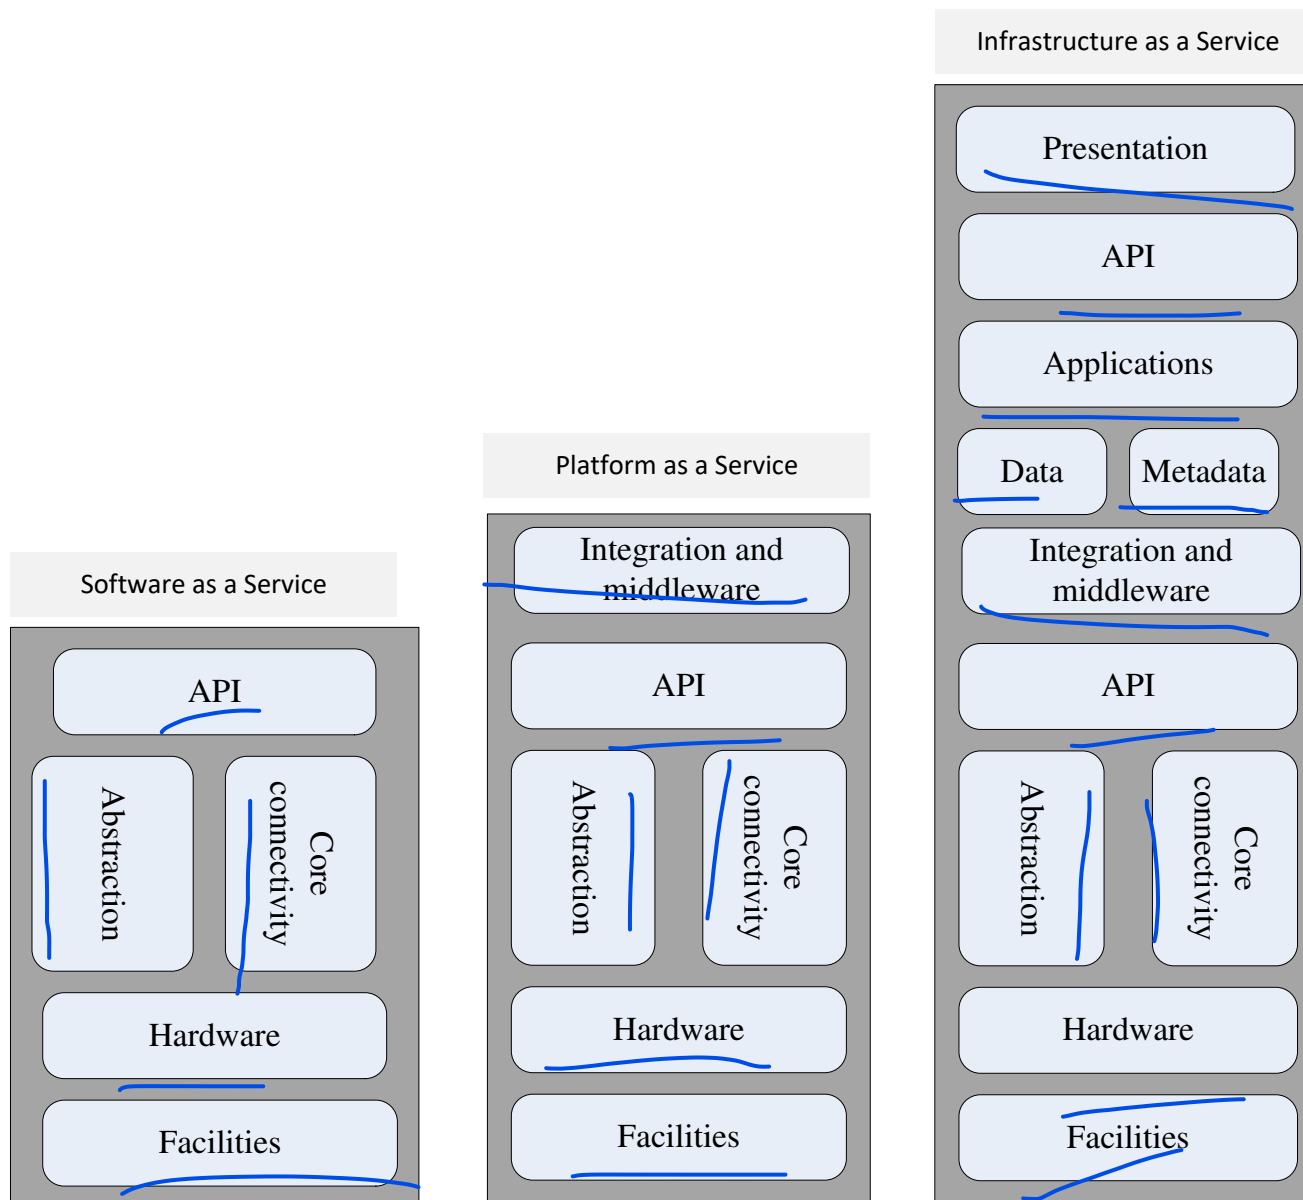 Software as a Service
API
Abstraction
Core
connectivity
Hardware
Facilities
Platform as a Service
Integration and
middleware
API
Abstraction
Core
connectivity
Hardware
Facilities
Infrastructure as a Service
Presentation
API
Applications
Data
Metadata
Integration and
middleware
API
Abstraction
Core
connectivity
Hardware
Facilities